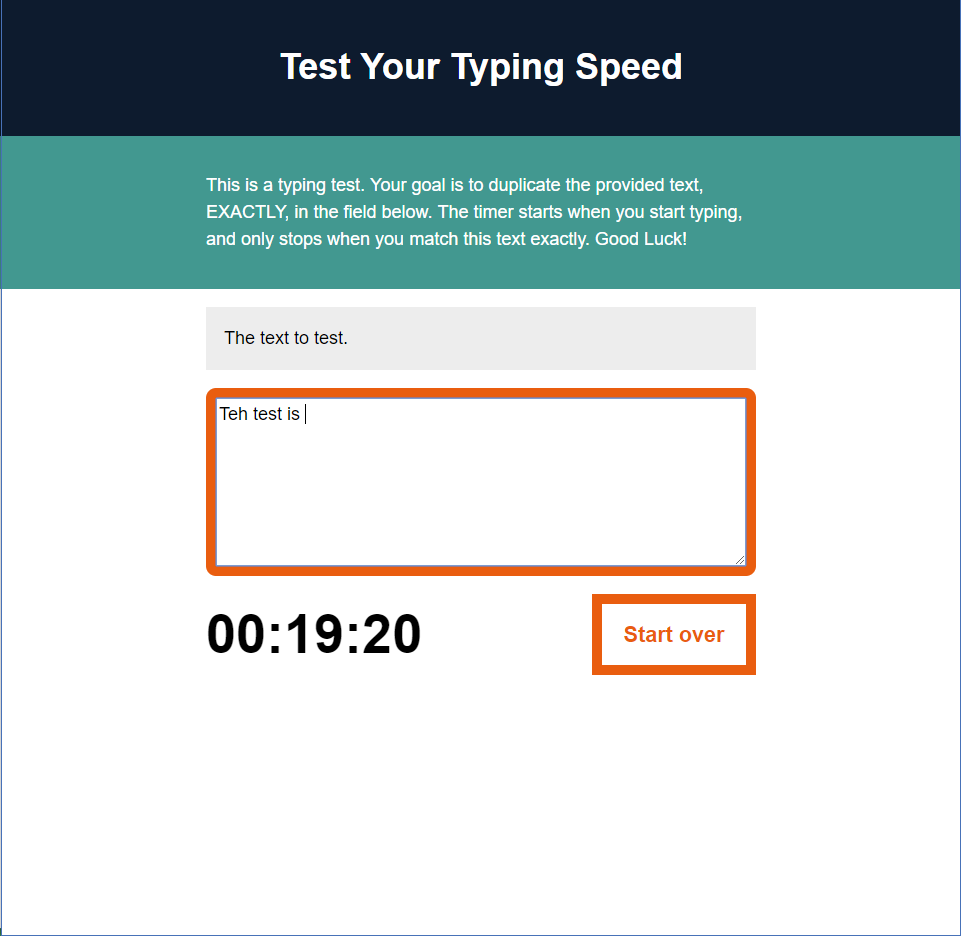 Test Your Typing Speed
This is a typing test. Your goal is to duplicate the provided text,
EXACTLY, in the field below. The timer starts when you start typing,
and only stops when you match this text exactly. Good Luck!
The text to test.
Teh test is
00:19:20
Start over